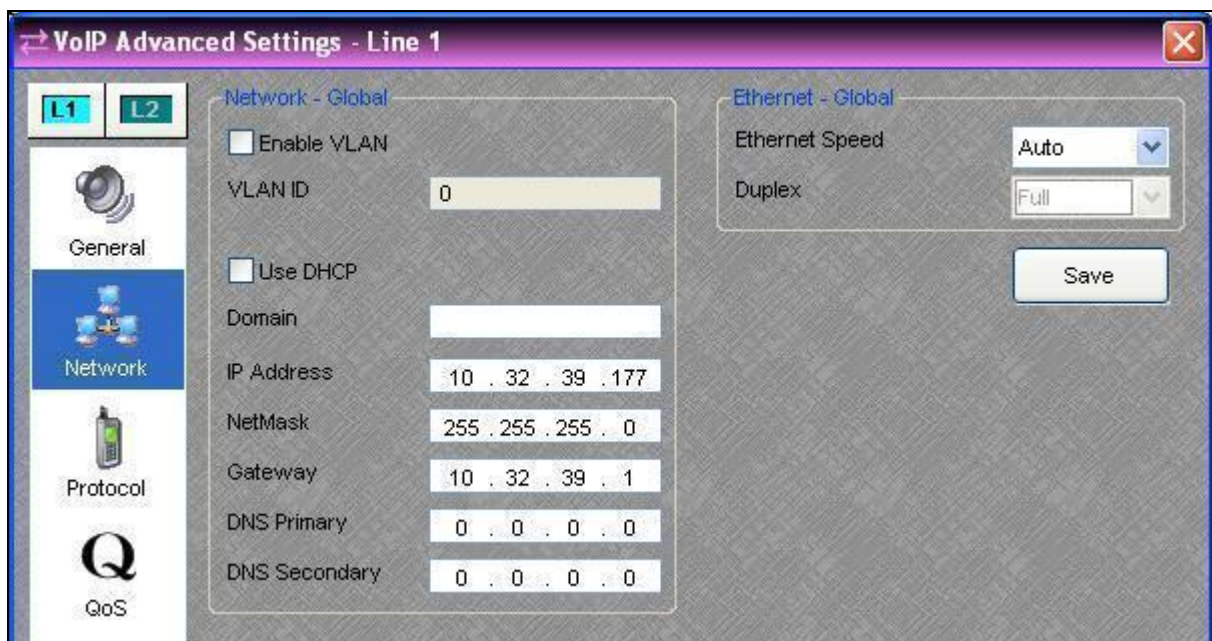 VoIP Advanced Settings - Line 1
L1 L2
General
Network
Protocol
Q
QoS
Network - Global
Enable VLAN
VLAN ID 0
Use DHCP
Domain
IP Address 10 . 32 . 39 . 177
NetMask 255 . 255 . 255 . 0
Gateway 10 . 32 . 39 . 1
DNS Primary 0 . 0 . 0 . 0
DNS Secondary 0 . 0 . 0 . 0
Ethernet - Global
Ethernet Speed Auto
Duplex Full
Save